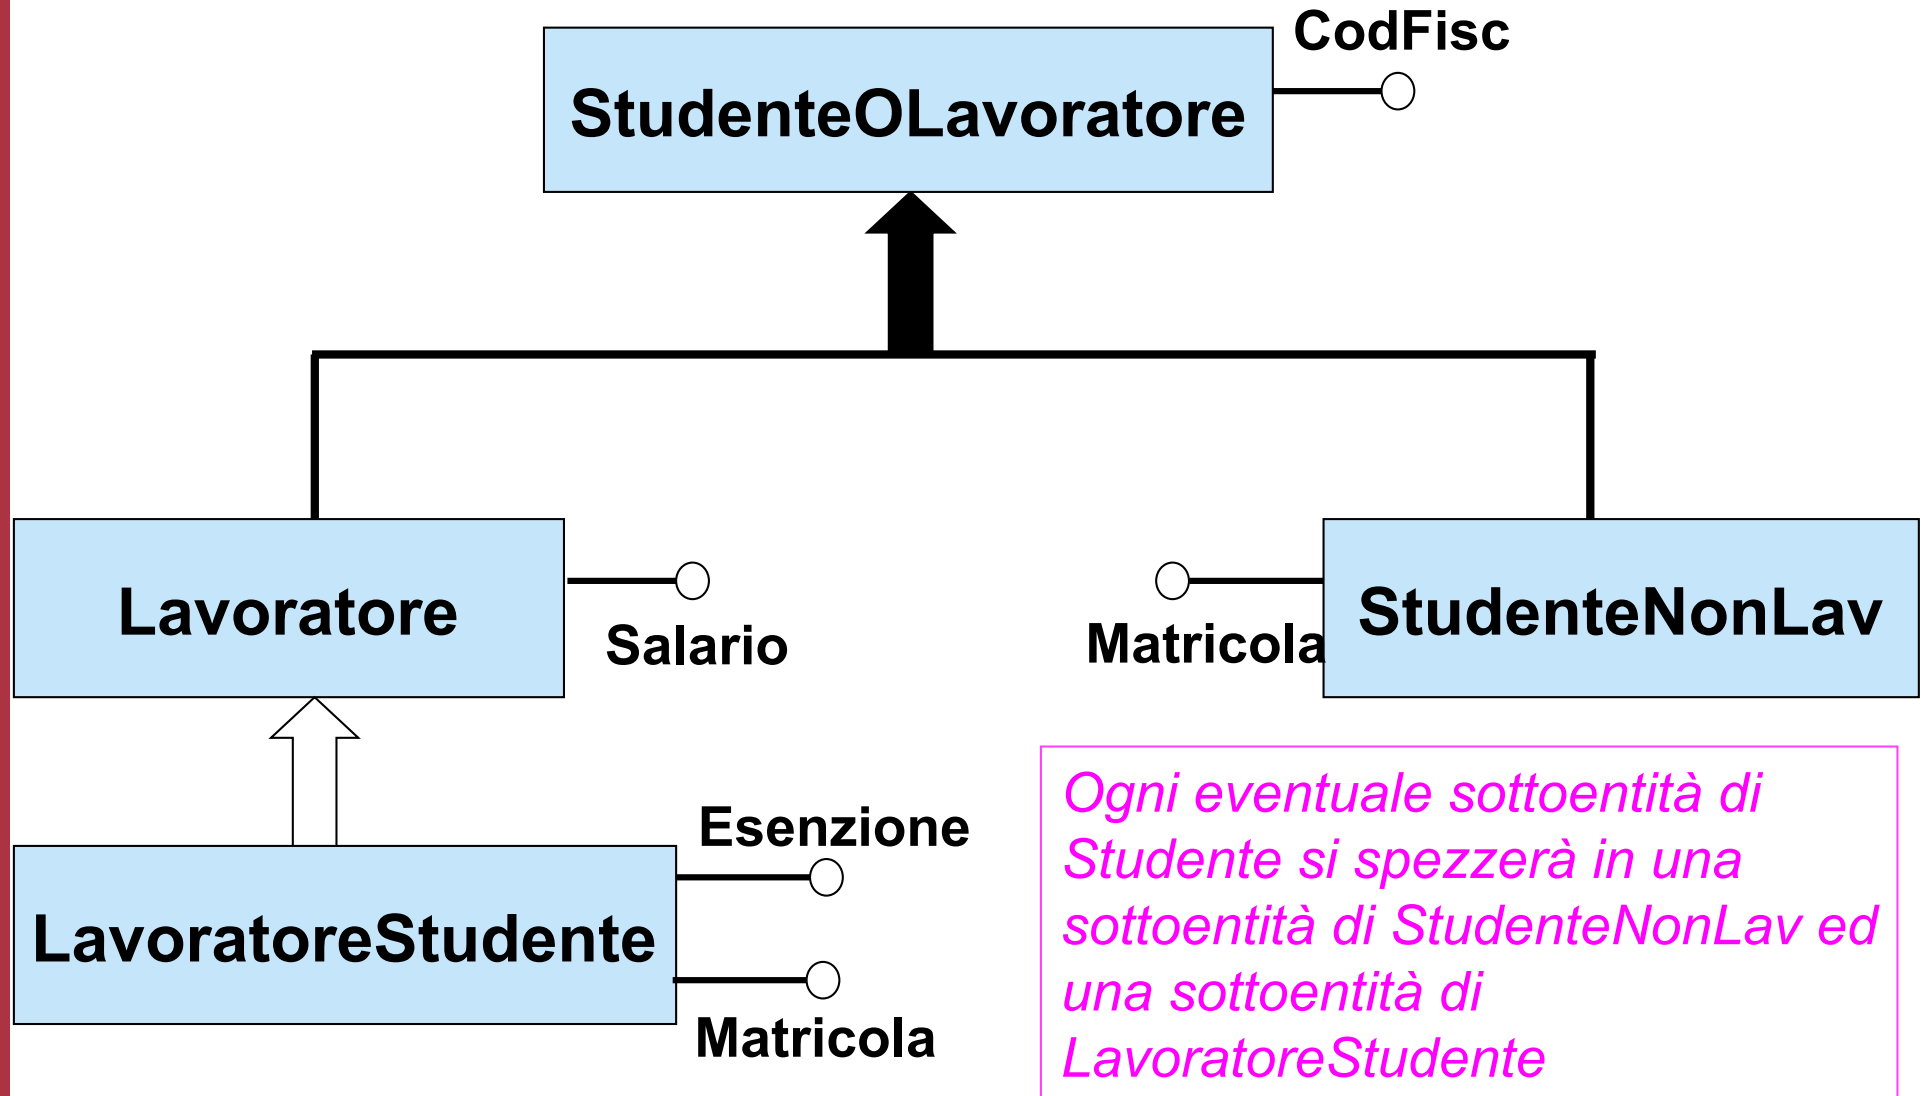 CodFisc
StudenteOLavoratore
Lavoratore
Salario
Matricola
StudenteNonLav
Esenzione
LavoratoreStudente
Matricola
Ogni eventuale sottoentità di
Studente si spezzerà in una
sottoentità di StudenteNonLav ed
una sottoentità di
LavoratoreStudente